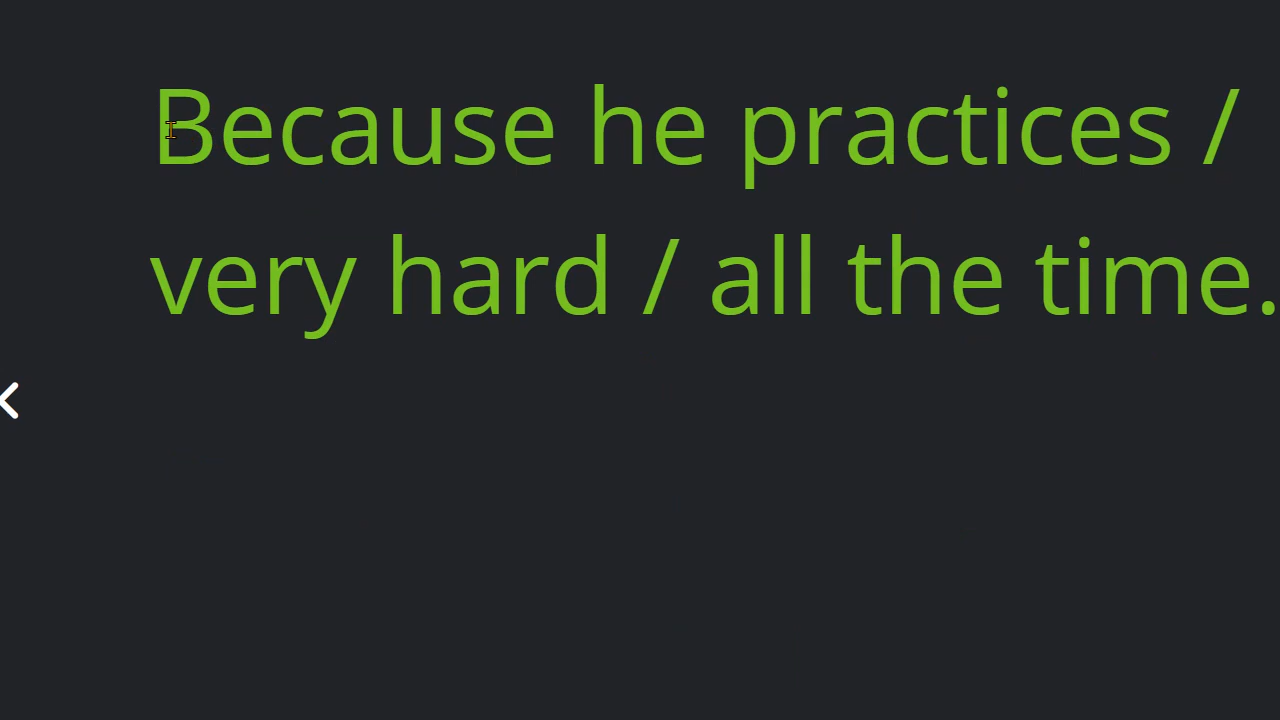 Because he practices /
very hard / all the time.